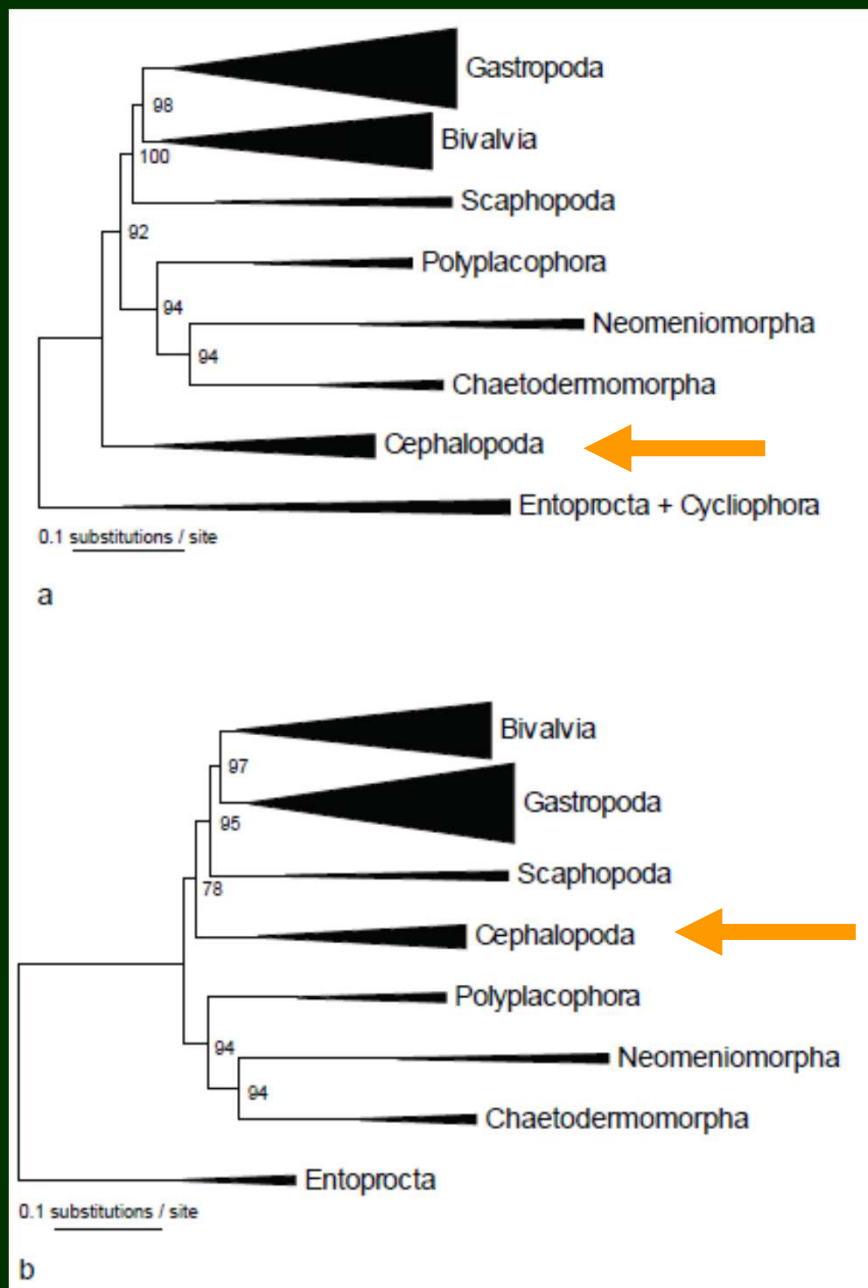 Gastropoda
98
Bivalvia
100
Scaphopoda
92
Polyplacophora
94
Neomeniomorpha
94
Chaetodermomorpha
Cephalopoda
Entoprocta + Cycliophora
0.1 substitutions / site
a
Bivalvia
97
Gastropoda
95
Scaphopoda
78
Cephalopoda
Polyplacophora
94
Neomeniomorpha
94
Chaetodermomorpha
Entoprocta
0.1 substitutions / site
b